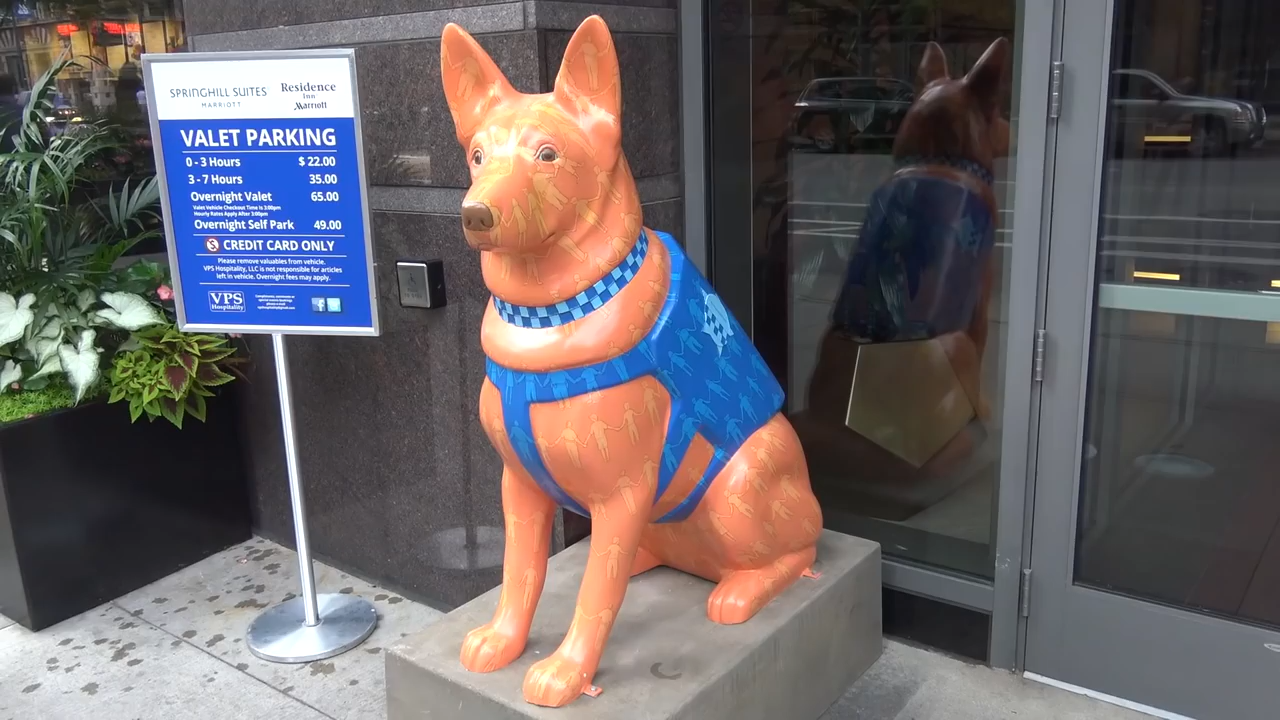 SPRINGHILL SUITES
MARRIOTT
Residence
Inn
Marriott
VALET PARKING
0 - 3 Hours $ 22.00
3 - 7 Hours 35.00
Overnight Valet 65.00
Valet Vehicle Checkout Time is 3:00pm
Hourly Rates Apply After 3:00pm
Overnight Self Park 49.00
$ CREDIT CARD ONLY
Please remove valuables from vehicle.
VPS Hospitality, LLC is not responsible for articles
left in vehicle. Overnight fees may apply.
VPS
Hospitality
f